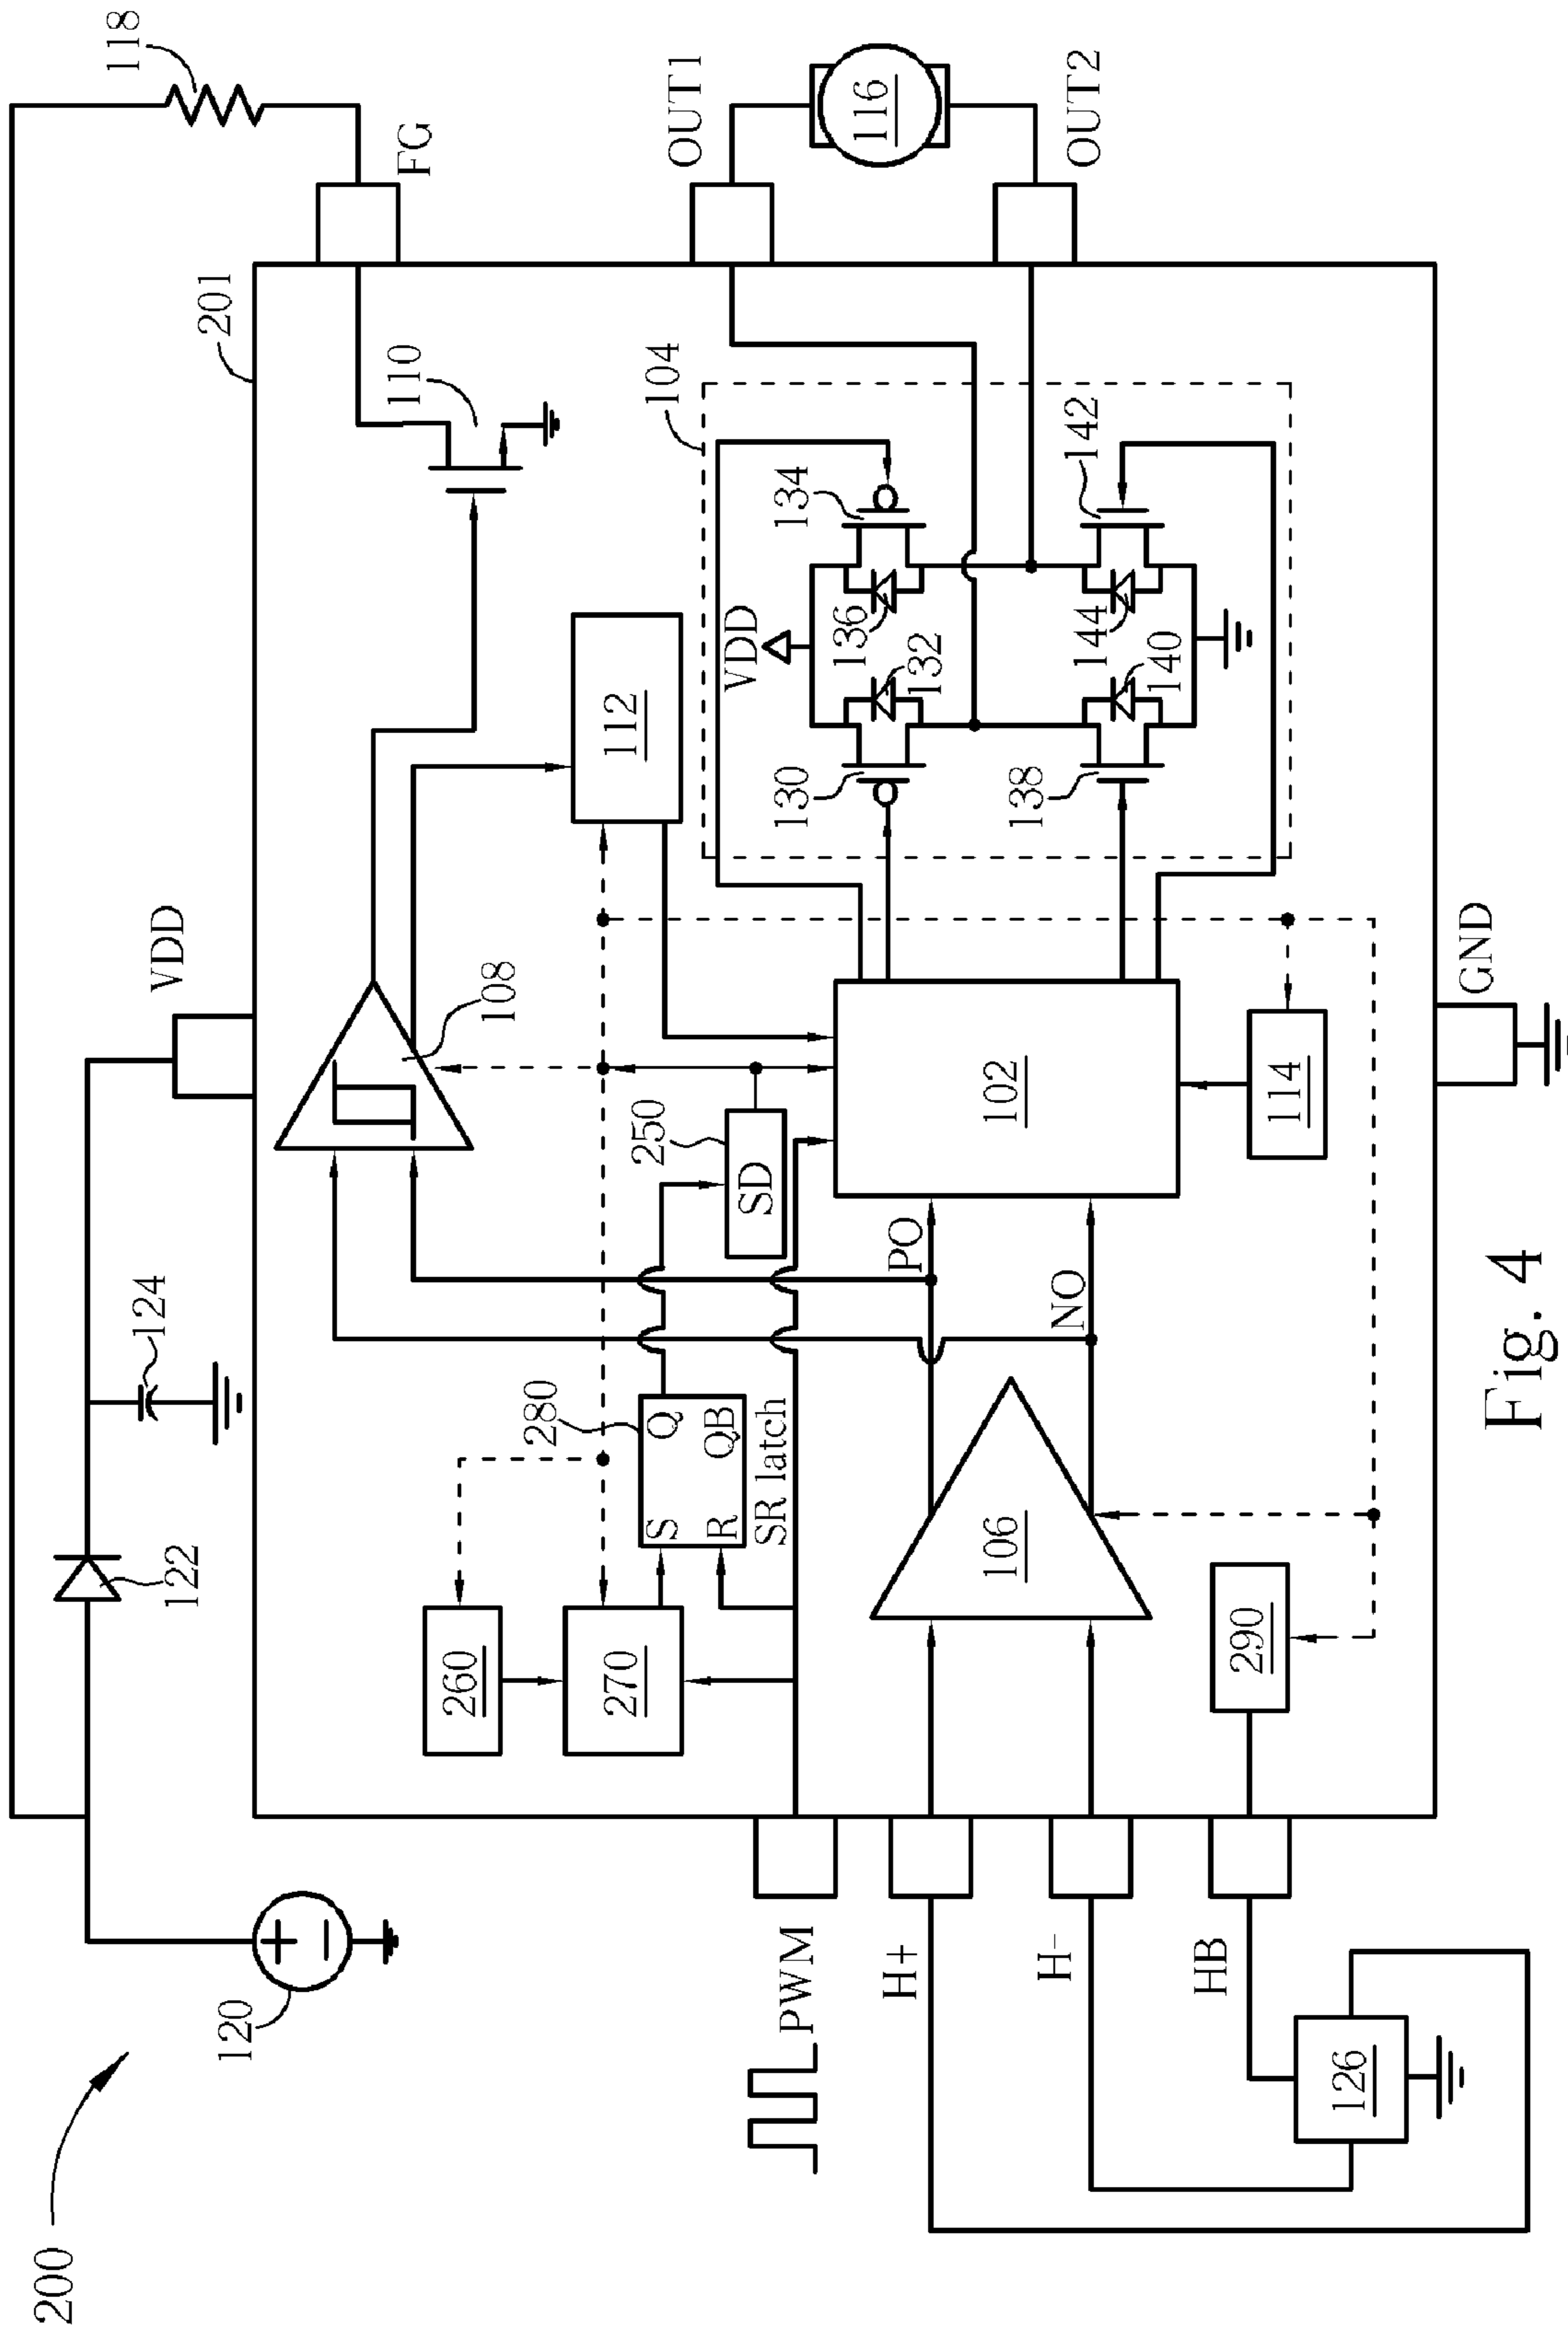 200
120
122
124
VDD
118
FG
201
110
108
260
270
280
S
R
Q
QB
SR latch
250
SD
112
104
VDD
130
132
134
136
138
140
142
144
OUT1
116
OUT2
PWM
H+
H-
HB
126
106
PO
NO
102
290
114
GND
Fig. 4